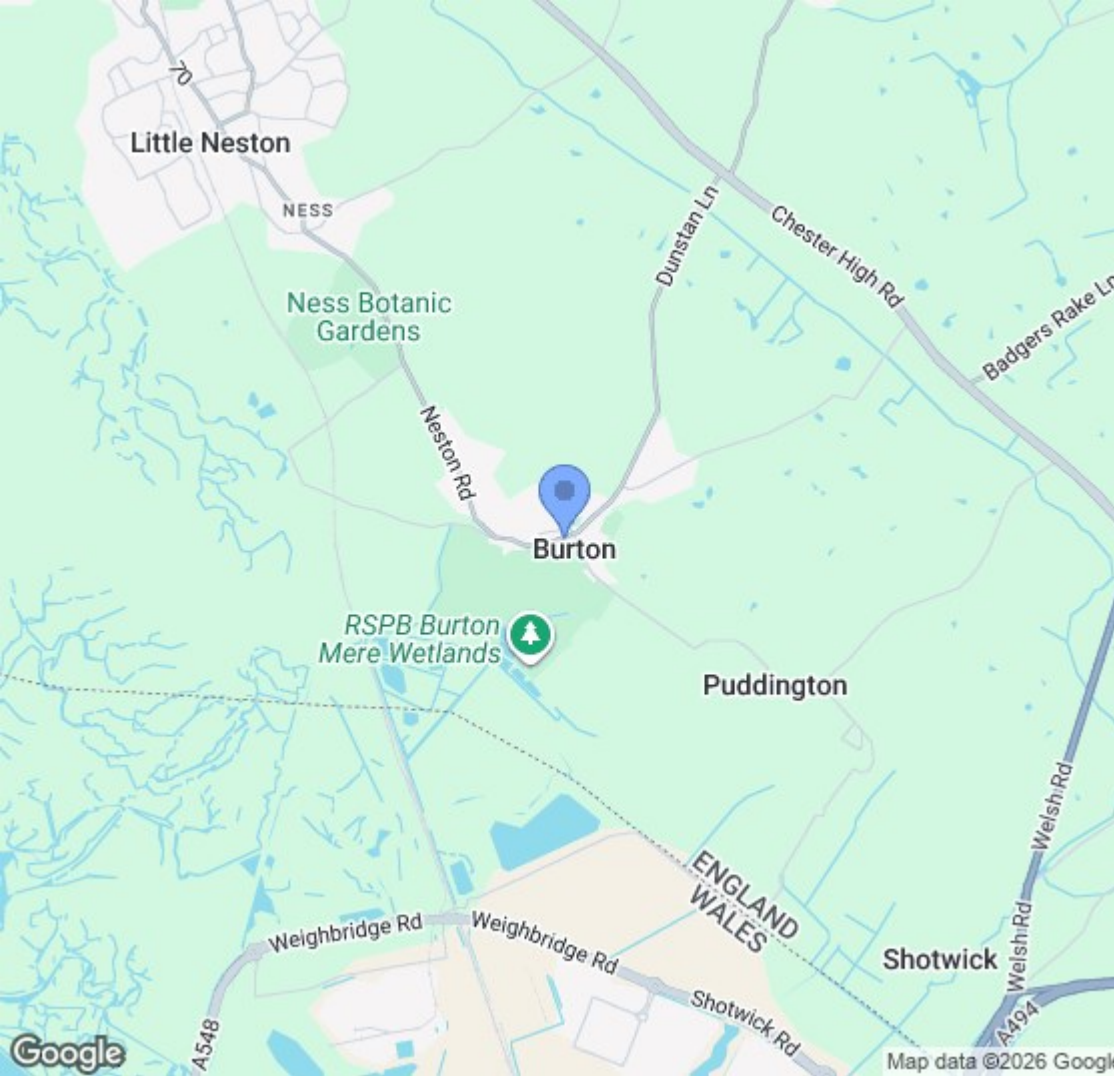 70
Little Neston
NESS
Dunstan Ln
Chester High Rd
Ness Botanic
Gardens
Badgers Rake Ln
Neston Rd
Burton
RSPB Burton
Mere Wetlands
Puddington
Welsh Rd
ENGLAND
WALES
Weighbridge Rd
Weighbridge Rd
Shotwick
Welsh Rd
Shotwick Rd
A494
A548
Google
Map data ©2026 Google